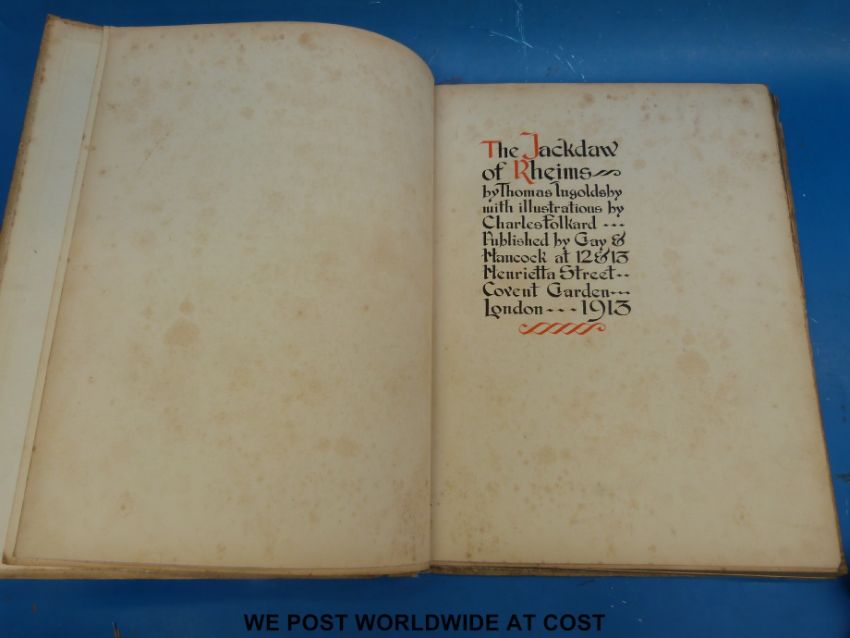 The Jackdaw
of Rheims
by Thomas Ingoldsby
with illustrations by
Charles Folkard ...
Published by Gay &
Hancock at 12 & 13
Henrietta Street..
Covent Garden...
London ... 1913
WE POST WORLDWIDE AT COST